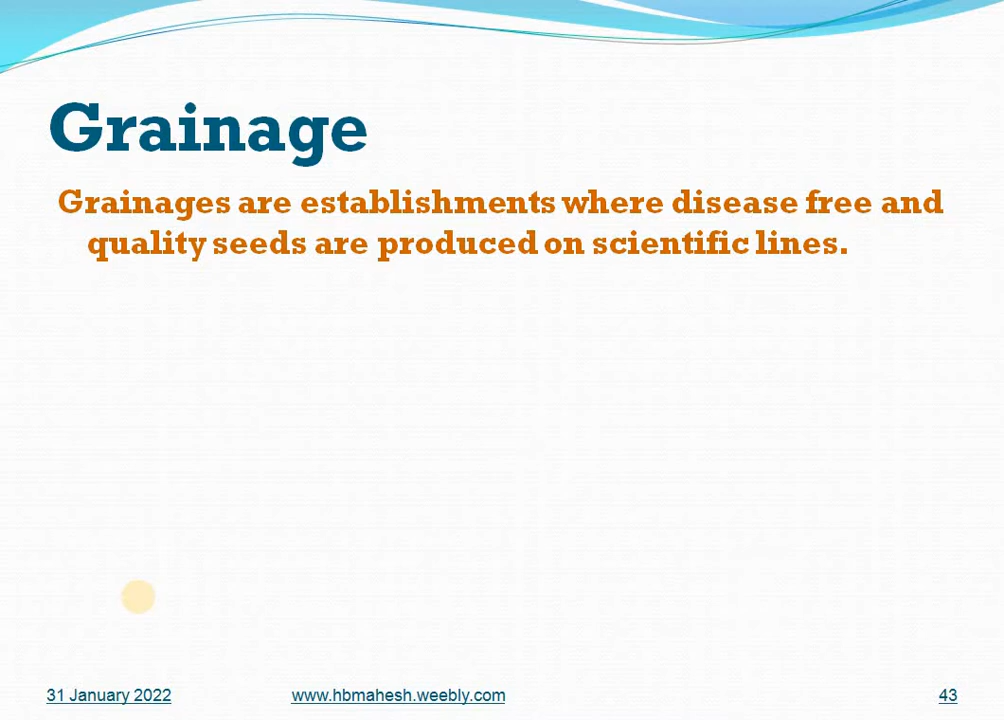 Grainage
Grainages are establishments where disease free and
quality seeds are produced on scientific lines.
31 January 2022
www.hbmahesh.weebly.com
43